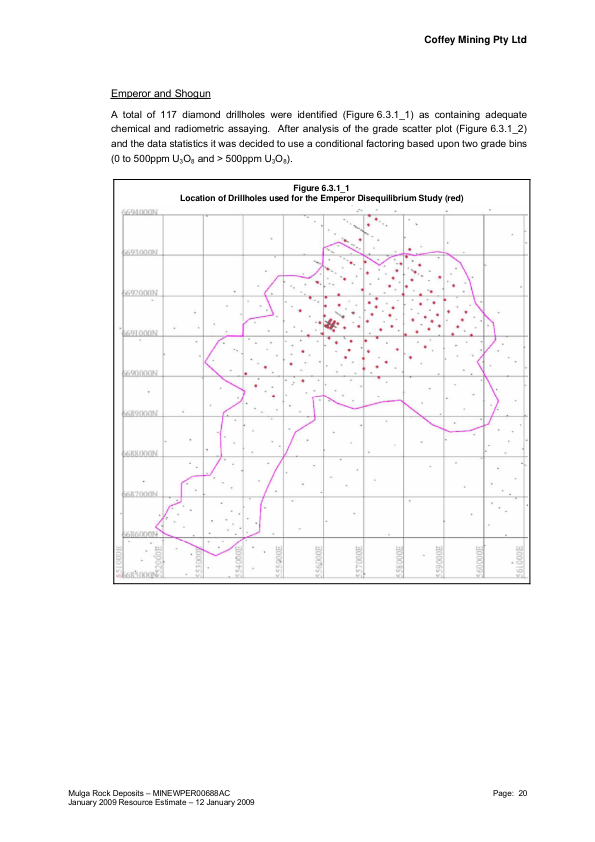 Coffey Mining Pty Ltd
Emperor and Shogun
A total of 117 diamond drillholes were identified (Figure 6.3.1_1) as containing adequate
chemical and radiometric assaying. After analysis of the grade scatter plot (Figure 6.3.1_2)
and the data statistics it was decided to use a conditional factoring based upon two grade bins
(0 to 500ppm U₃O₈ and > 500ppm U₃O₈).
Figure 6.3.1_1
Location of Drillholes used for the Emperor Disequilibrium Study (red)
6694000N
6693000N
6692000N
6691000N
6690000N
6689000N
6688000N
6687000N
6686000N
6685000N
551000E
552000E
553000E
554000E
555000E
556000E
557000E
558000E
559000E
560000E
561000E
Mulga Rock Deposits – MINEWPER00688AC
Page: 20
January 2009 Resource Estimate – 12 January 2009